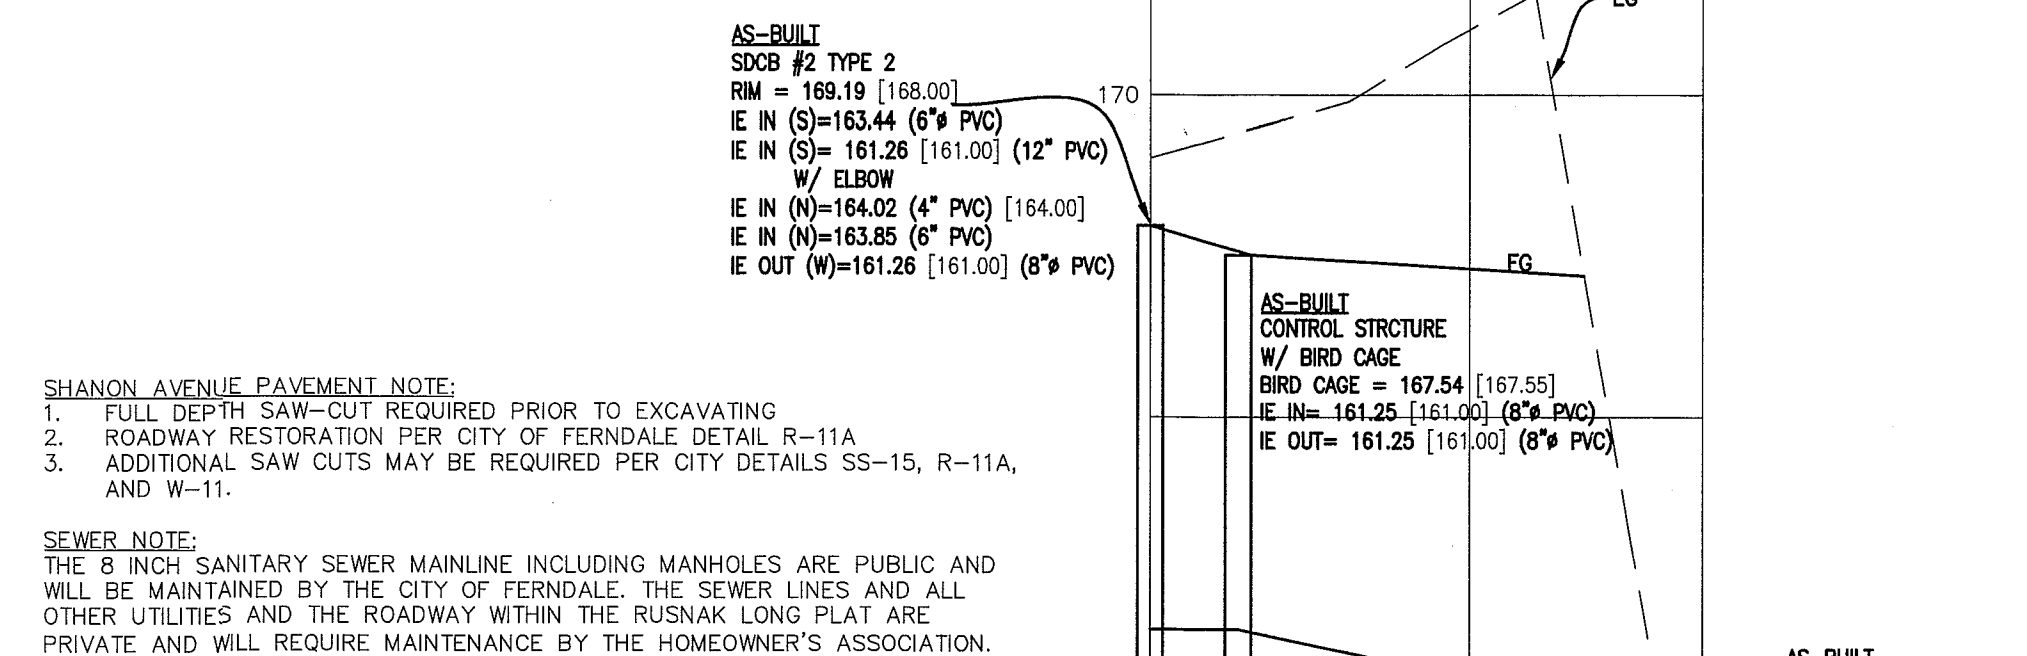 AS-BUILT
SDCB #2 TYPE 2
RIM = 169.19 [168.00]
IE IN (S)=163.44 (6"ø PVC)
IE IN (S)= 161.26 [161.00] (12" PVC)
W/ ELBOW
IE IN (N)=164.02 (4" PVC) [164.00]
IE IN (N)=163.85 (6" PVC)
IE OUT (W)=161.26 [161.00] (8"ø PVC)
170
EG
FG
AS-BUILT
CONTROL STRCTURE
W/ BIRD CAGE
BIRD CAGE = 167.54 [167.55]
IE IN= 161.25 [161.00] (8"ø PVC)
IE OUT= 161.25 [161.00] (8"ø PVC)
SHANON AVENUE PAVEMENT NOTE:
1. FULL DEPTH SAW-CUT REQUIRED PRIOR TO EXCAVATING
2. ROADWAY RESTORATION PER CITY OF FERNDALE DETAIL R-11A
3. ADDITIONAL SAW CUTS MAY BE REQUIRED PER CITY DETAILS SS-15, R-11A,
AND W-11.
SEWER NOTE:
THE 8 INCH SANITARY SEWER MAINLINE INCLUDING MANHOLES ARE PUBLIC AND
WILL BE MAINTAINED BY THE CITY OF FERNDALE. THE SEWER LINES AND ALL
OTHER UTILITIES AND THE ROADWAY WITHIN THE RUSNAK LONG PLAT ARE
PRIVATE AND WILL REQUIRE MAINTENANCE BY THE HOMEOWNER'S ASSOCIATION.
AS-BUILT